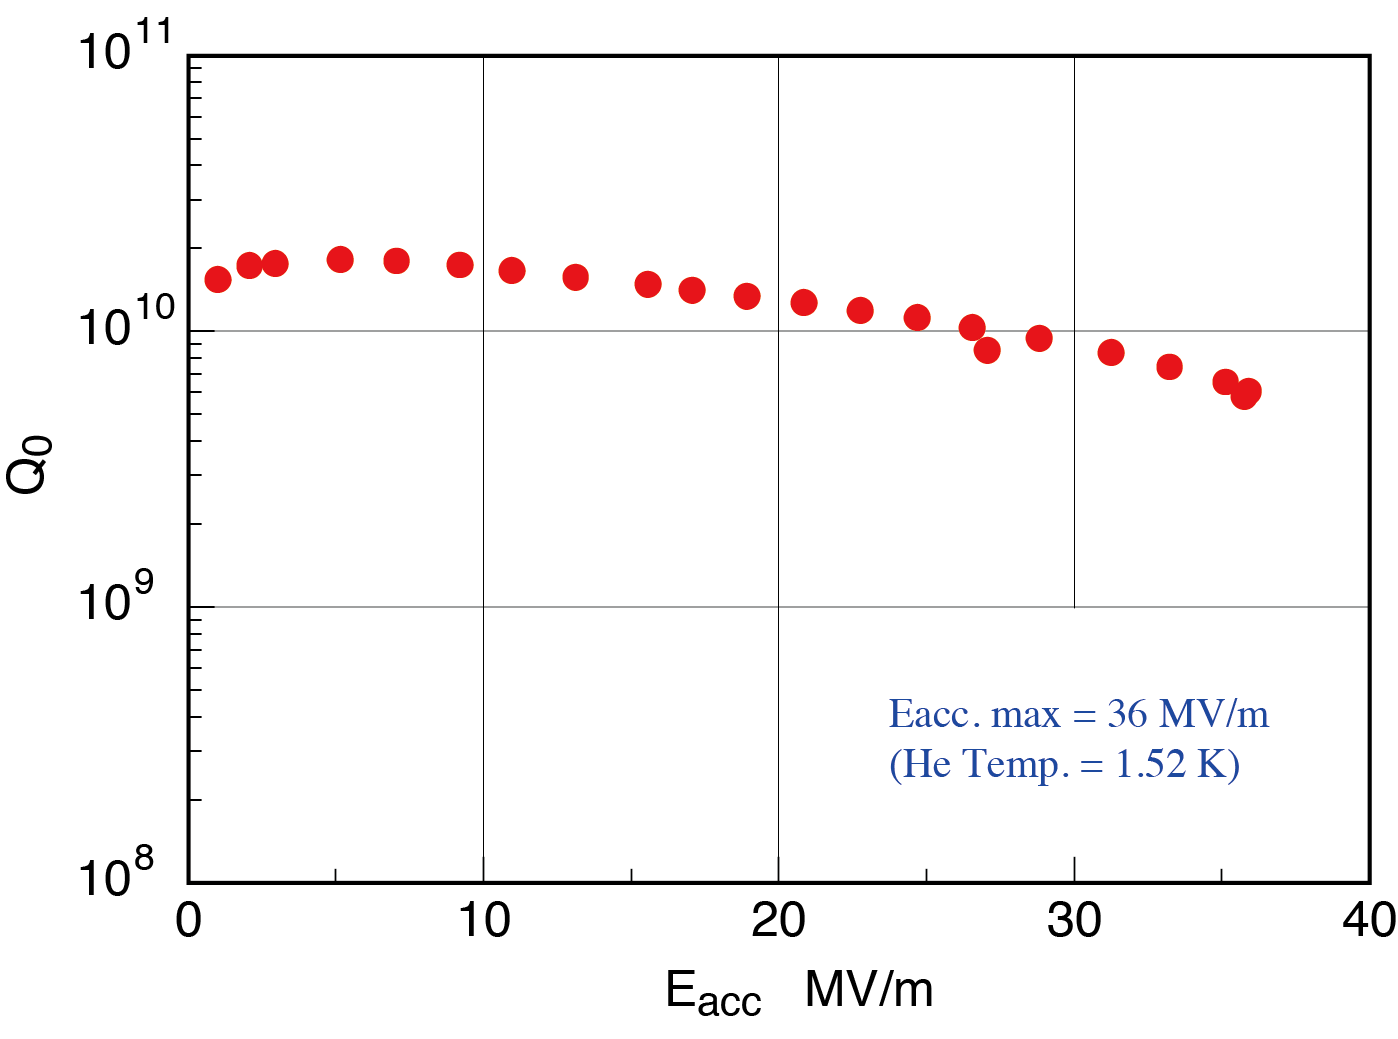 10^11
10^10
Q0
10^9
10^8
Eacc. max = 36 MV/m
(He Temp. = 1.52 K)
0 10 20 30 40
Eacc MV/m